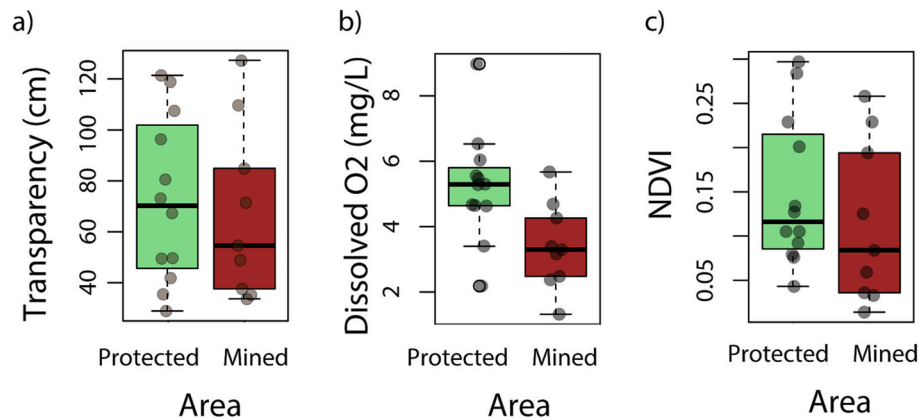 a)
Transparency (cm)
120
100
80
60
40
Protected Mined
Area
b)
Dissolved O2 (mg/L)
8
6
4
2
Protected Mined
Area
c)
NDVI
0.25
0.15
0.05
Protected Mined
Area